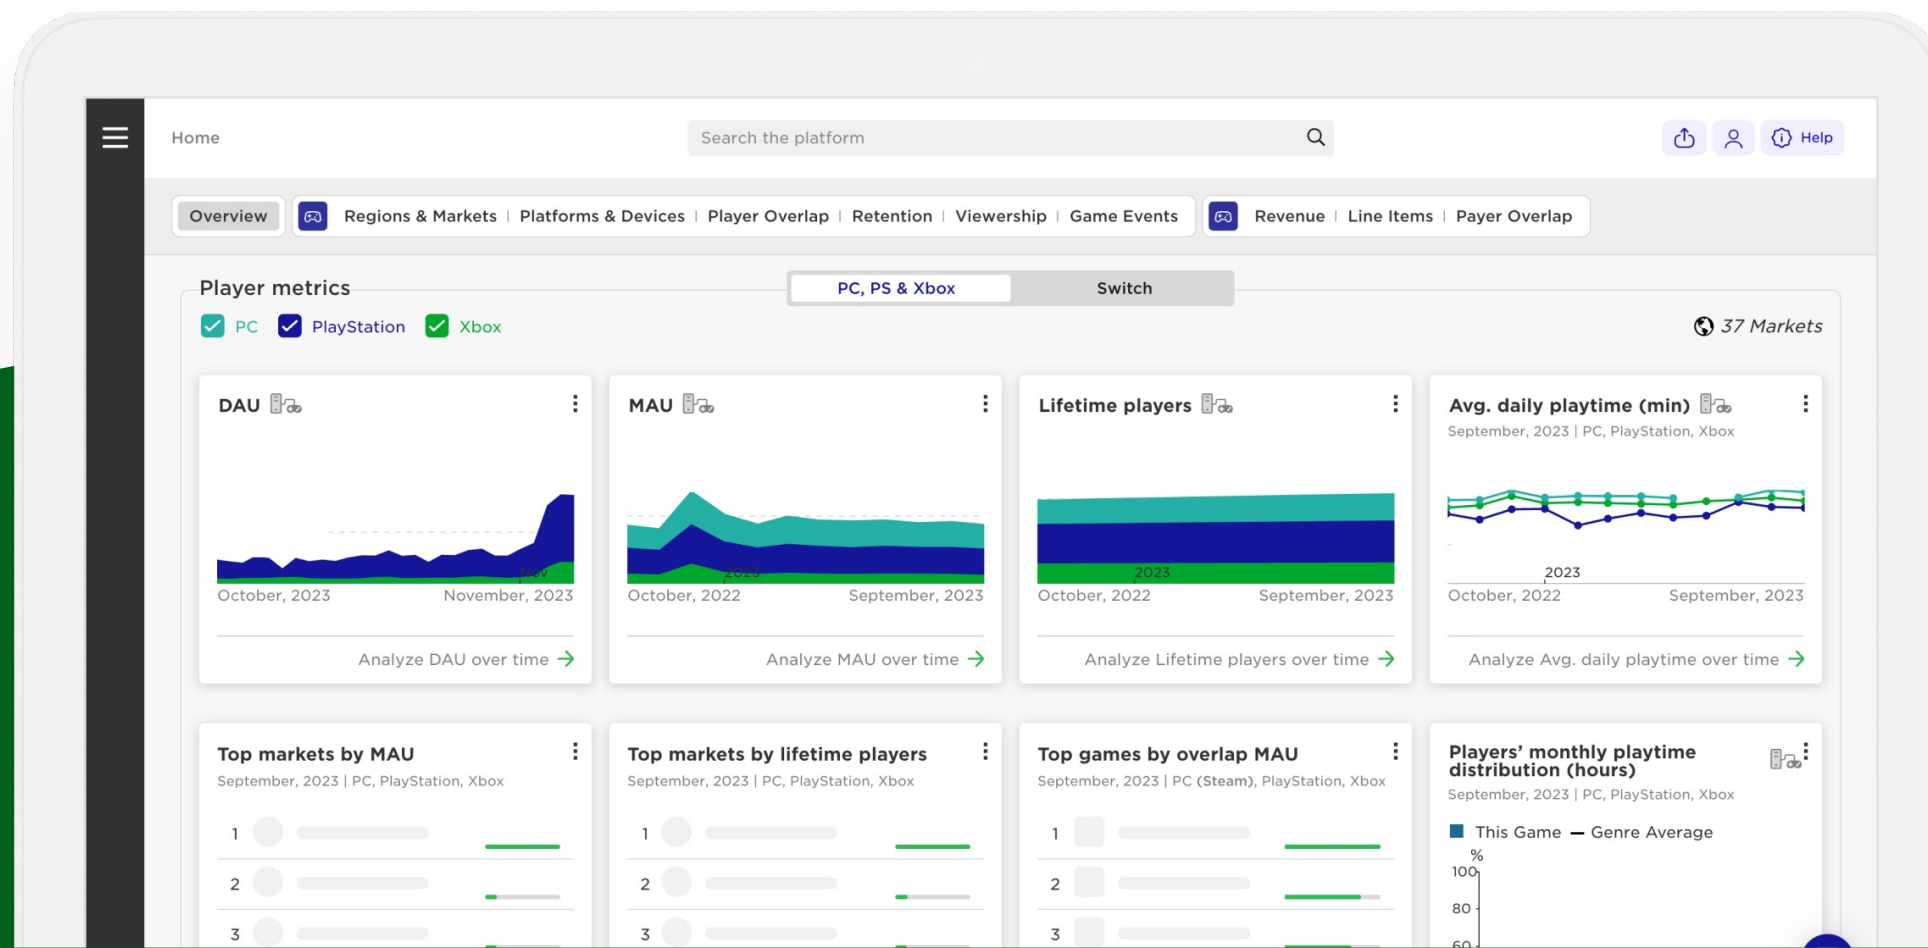 Home
Search the platform
Help
Overview
Regions & Markets | Platforms & Devices | Player Overlap | Retention | Viewership | Game Events
Revenue | Line Items | Payer Overlap
Player metrics
PC, PS & Xbox
Switch
PC
PlayStation
Xbox
37 Markets
DAU
Nov
October, 2023
November, 2023
Analyze DAU over time
MAU
2023
October, 2022
September, 2023
Analyze MAU over time
Lifetime players
2023
October, 2022
September, 2023
Analyze Lifetime players over time
Avg. daily playtime (min)
September, 2023 | PC, PlayStation, Xbox
2023
October, 2022
September, 2023
Analyze Avg. daily playtime over time
Top markets by MAU
September, 2023 | PC, PlayStation, Xbox
1
2
3
Top markets by lifetime players
September, 2023 | PC, PlayStation, Xbox
1
2
3
Top games by overlap MAU
September, 2023 | PC (Steam), PlayStation, Xbox
1
2
3
Players’ monthly playtime
distribution (hours)
September, 2023 | PC, PlayStation, Xbox
This Game
Genre Average
%
100
80
60